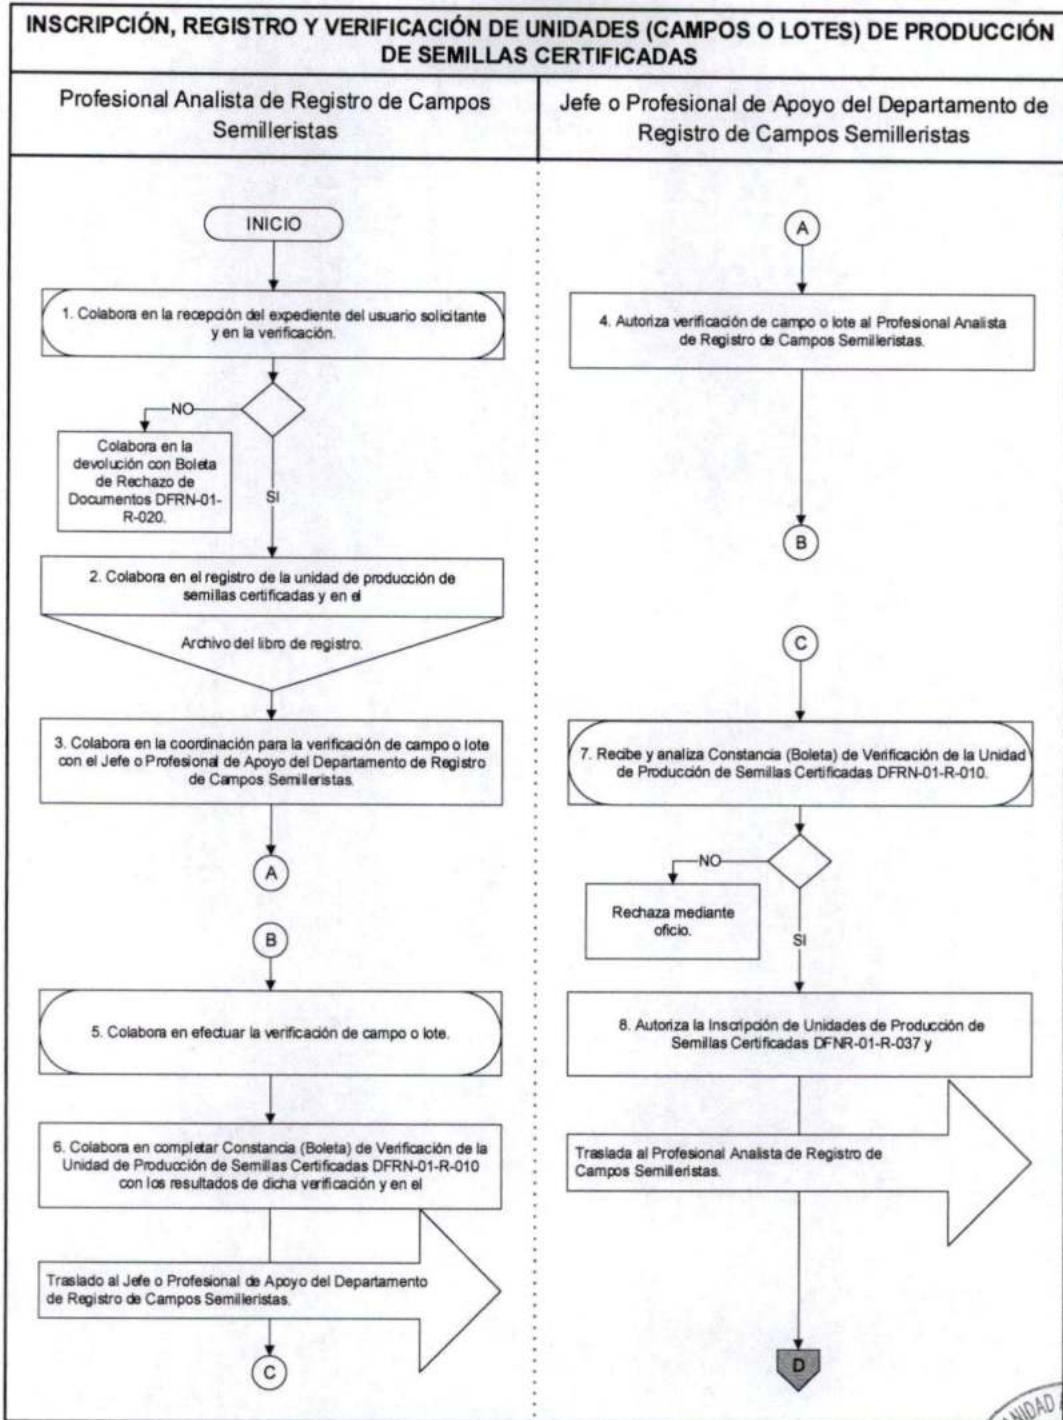 INSCRIPCIÓN, REGISTRO Y VERIFICACIÓN DE UNIDADES (CAMPOS O LOTES) DE PRODUCCIÓN
DE SEMILLAS CERTIFICADAS
Profesional Analista de Registro de Campos
Semilleristas
Jefe o Profesional de Apoyo del Departamento de
Registro de Campos Semilleristas
INICIO
1. Colabora en la recepción del expediente del usuario solicitante
y en la verificación.
NO
Colabora en la
devolución con Boleta
de Rechazo de
Documentos DFRN-01-
R-020.
SI
2. Colabora en el registro de la unidad de producción de
semillas certificadas y en el
Archivo del libro de registro.
3. Colabora en la coordinación para la verificación de campo o lote
con el Jefe o Profesional de Apoyo del Departamento de Registro
de Campos Semilleristas.
A
B
5. Colabora en efectuar la verificación de campo o lote.
6. Colabora en completar Constancia (Boleta) de Verificación de la
Unidad de Producción de Semillas Certificadas DFRN-01-R-010
con los resultados de dicha verificación y en el
Traslado al Jefe o Profesional de Apoyo del Departamento
de Registro de Campos Semilleristas.
C
A
4. Autoriza verificación de campo o lote al Profesional Analista
de Registro de Campos Semilleristas.
B
C
7. Recibe y analiza Constancia (Boleta) de Verificación de la Unidad
de Producción de Semillas Certificadas DFRN-01-R-010.
NO
Rechaza mediante
oficio.
SI
8. Autoriza la Inscripción de Unidades de Producción de
Semillas Certificadas DFNR-01-R-037 y
Traslada al Profesional Analista de Registro de
Campos Semilleristas.
D